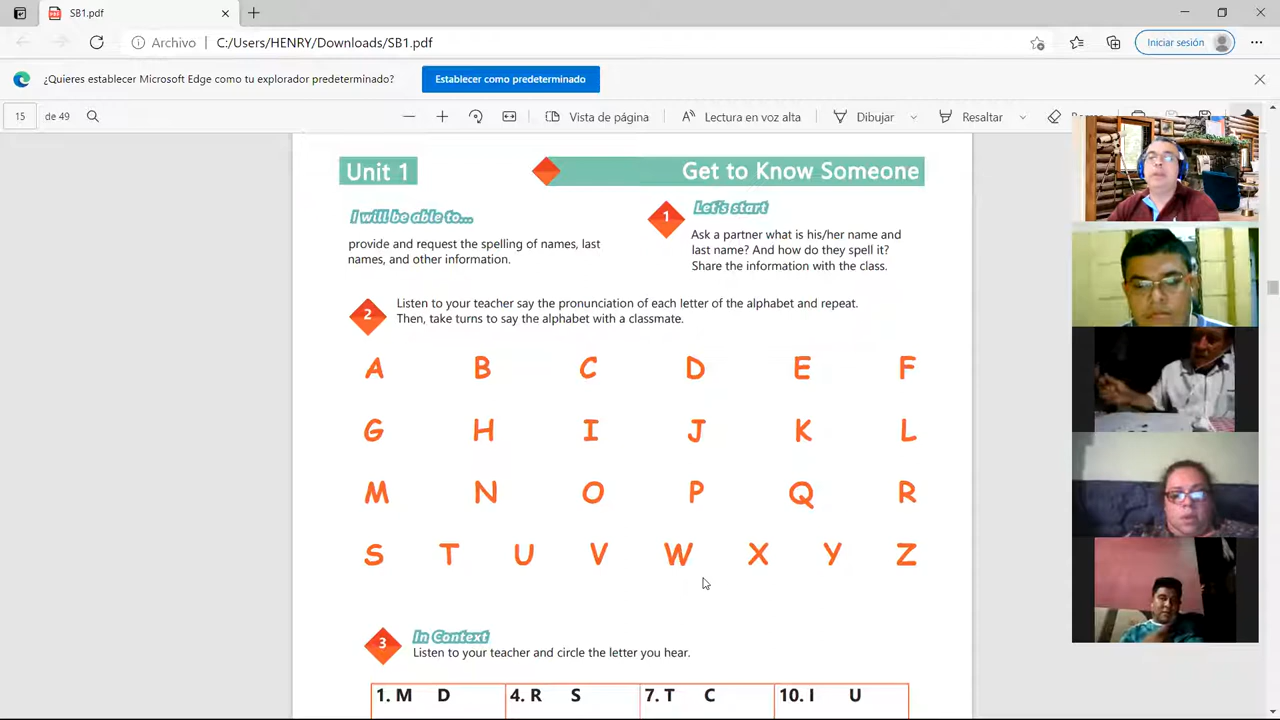 SB1.pdf
Archivo C:/Users/HENRY/Downloads/SB1.pdf Iniciar sesión
¿Quieres establecer Microsoft Edge como tu explorador predeterminado? Establecer como predeterminado
15 de 49 Vista de página Lectura en voz alta Dibujar Resaltar
Unit 1 Get to Know Someone
I will be able to...
provide and request the spelling of names, last
names, and other information.
1 Let's start
Ask a partner what is his/her name and
last name? And how do they spell it?
Share the information with the class.
2 Listen to your teacher say the pronunciation of each letter of the alphabet and repeat.
Then, take turns to say the alphabet with a classmate.
A B C D E F
G H I J K L
M N O P Q R
S T U V W X Y Z
3 In Context
Listen to your teacher and circle the letter you hear.
1. M D 4. R S 7. T C 10. I U